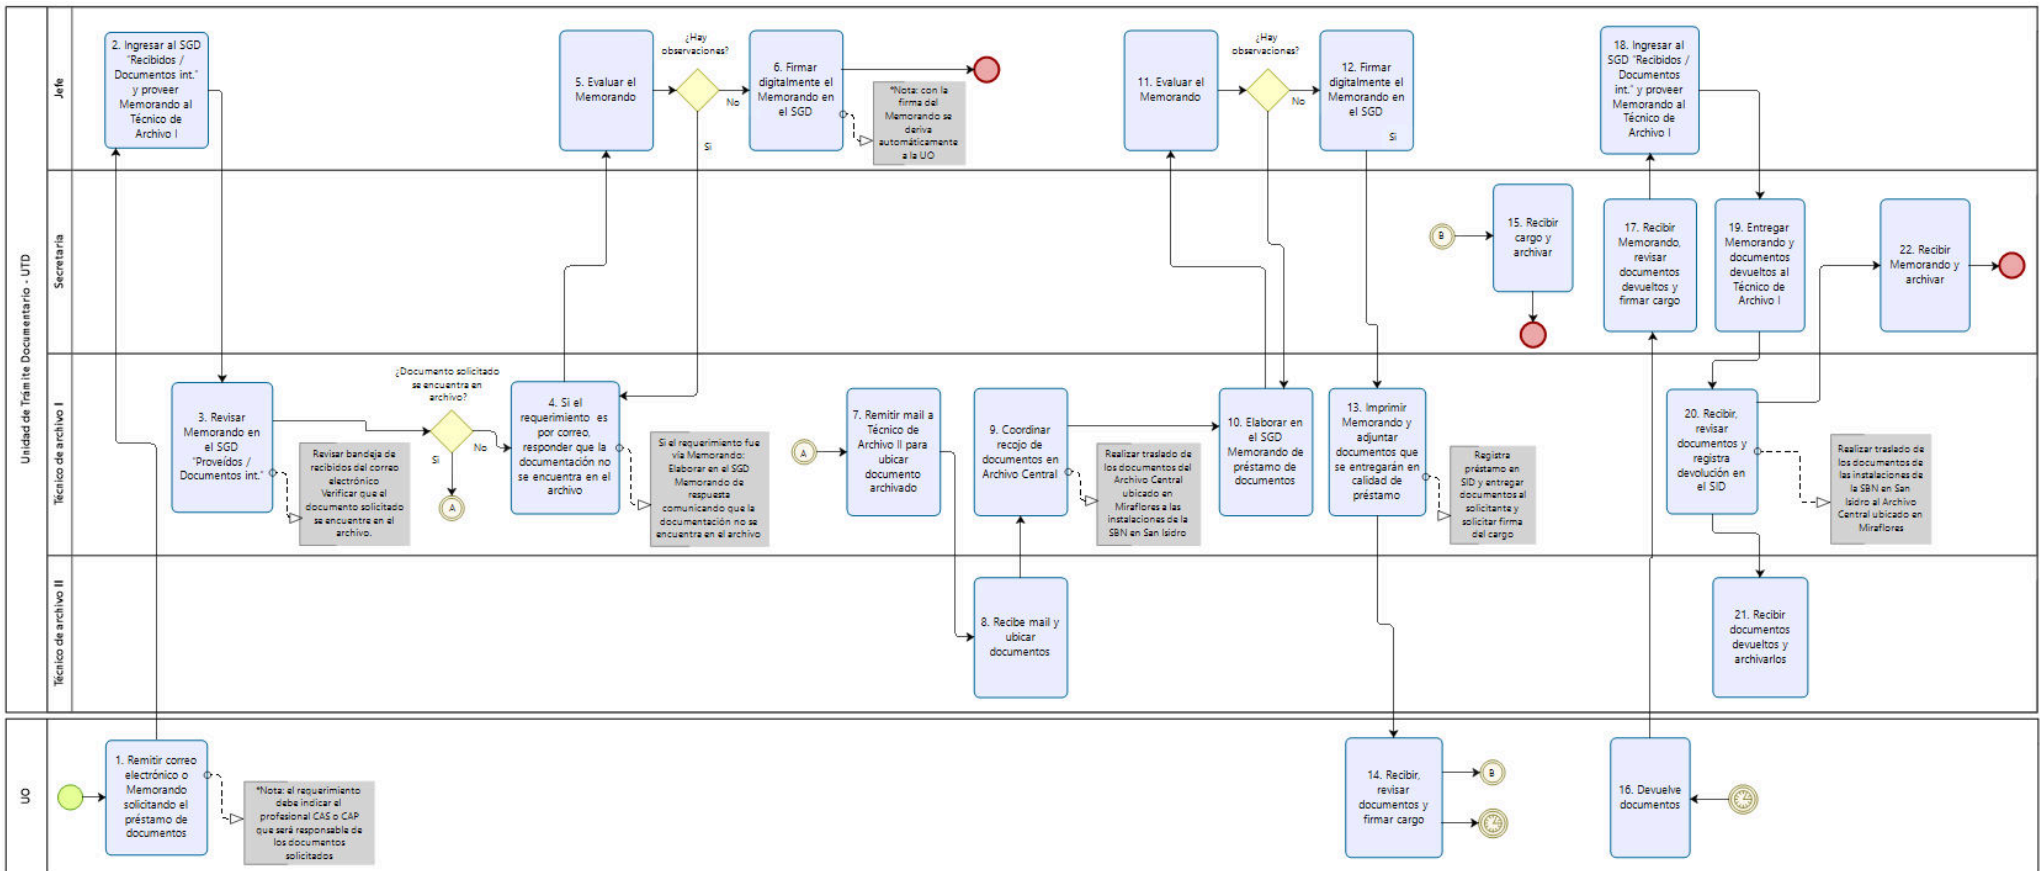 Unidad de Trámite Documentario - UTD
Jefe
2. Ingresar al SGD
"Recibidos /
Documentos int."
y proveer
Memorando al
Técnico de
Archivo I
5. Evaluar el
Memorando
¿Hay
observaciones?
No
Si
6. Firmar
digitalmente el
Memorando en
el SGD
*Nota: con la
firma del
Memorando se
deriva
automáticamente
a la UO
11. Evaluar el
Memorando
¿Hay
observaciones?
No
12. Firmar
digitalmente el
Memorando en
el SGD
Si
18. Ingresar al
SGD "Recibidos /
Documentos
int." y proveer
Memorando al
Técnico de
Archivo I
Secretaria
B
15. Recibir
cargo y
archivar
17. Recibir
Memorando,
revisar
documentos
devueltos y
firmar cargo
19. Entregar
Memorando y
documentos
devueltos al
Técnico de
Archivo I
22. Recibir
Memorando y
archivar
Técnico de archivo I
3. Revisar
Memorando en
el SGD
"Proveídos /
Documentos int."
Revisar bandeja de
recibidos del correo
electrónico
Verificar que el
documento solicitado
se encuentre en el
archivo.
¿Documento solicitado
se encuentra en
archivo?
Si
No
A
4. Si el
requerimiento es
por correo,
responder que la
documentación no
se encuentra en el
archivo
Si el requerimiento fue
vía Memorando:
Elaborar en el SGD
Memorando de
respuesta
comunicando que la
documentación no se
encuentra en el archivo
A
7. Remitir mail a
Técnico de
Archivo II para
ubicar
documento
archivado
9. Coordinar
recojo de
documentos en
Archivo Central
Realizar traslado de
los documentos del
Archivo Central
ubicado en
Miraflores a las
instalaciones de la
SBN en San Isidro
10. Elaborar en
el SGD
Memorando de
préstamo de
documentos
13. Imprimir
Memorando y
adjuntar
documentos que
se entregarán en
calidad de
préstamo
Registra
préstamo en
SID y entregar
documentos al
solicitante y
solicitar firma
del cargo
20. Recibir,
revisar
documentos y
registra
devolución en
el SID
Realizar traslado de
los documentos de
las instalaciones de
la SBN en San
Isidro al Archivo
Central ubicado en
Miraflores
Técnico de archivo II
8. Recibe mail y
ubicar
documentos
21. Recibir
documentos
devueltos y
archivarlos
UO
1. Remitir correo
electrónico o
Memorando
solicitando el
préstamo de
documentos
*Nota: el requerimiento
debe indicar el
profesional CAS o CAP
que será responsable de
los documentos
solicitados
14. Recibir,
revisar
documentos y
firmar cargo
B
16. Devuelve
documentos